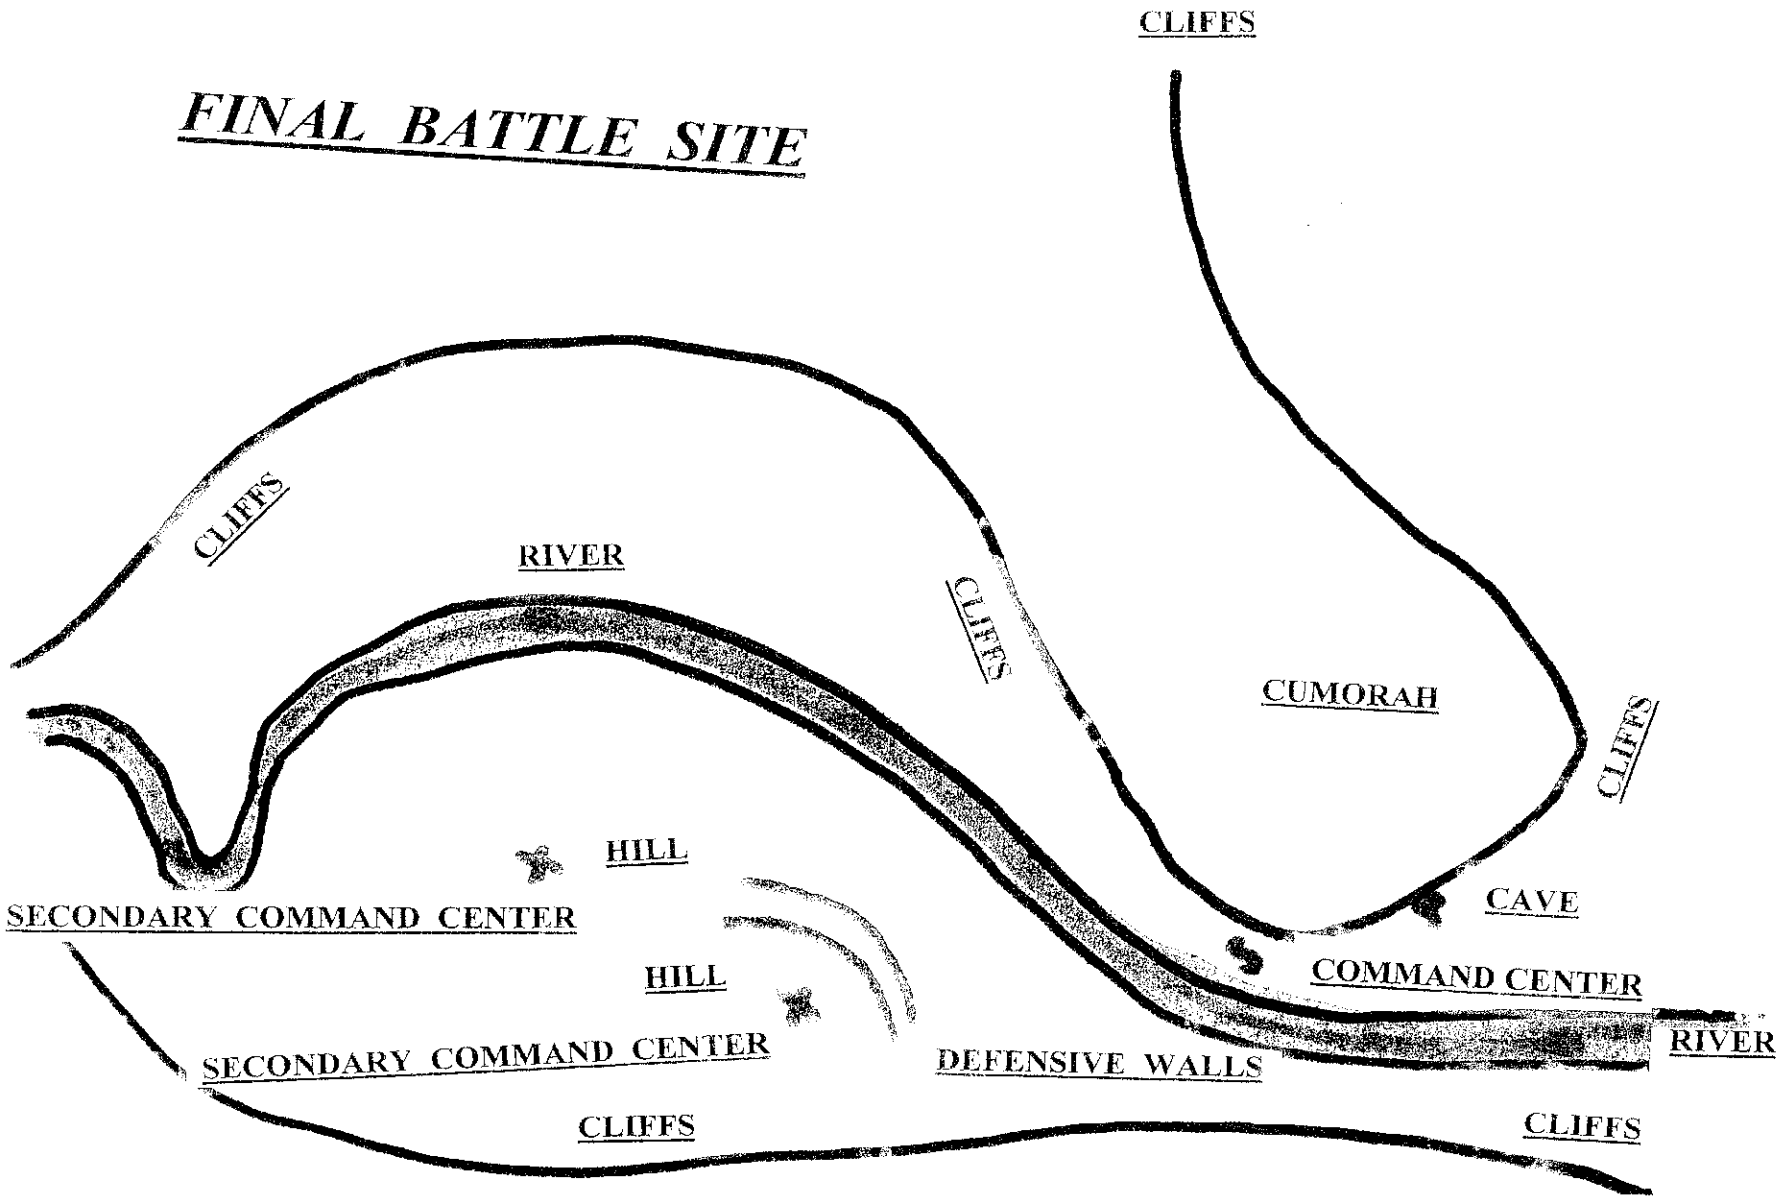 CLIFFS
FINAL BATTLE SITE
CLIFFS
RIVER
CLIFFS
CUMORAH
CLIFFS
HILL
CAVE
SECONDARY COMMAND CENTER
HILL
COMMAND CENTER
SECONDARY COMMAND CENTER
DEFENSIVE WALLS
RIVER
CLIFFS
CLIFFS